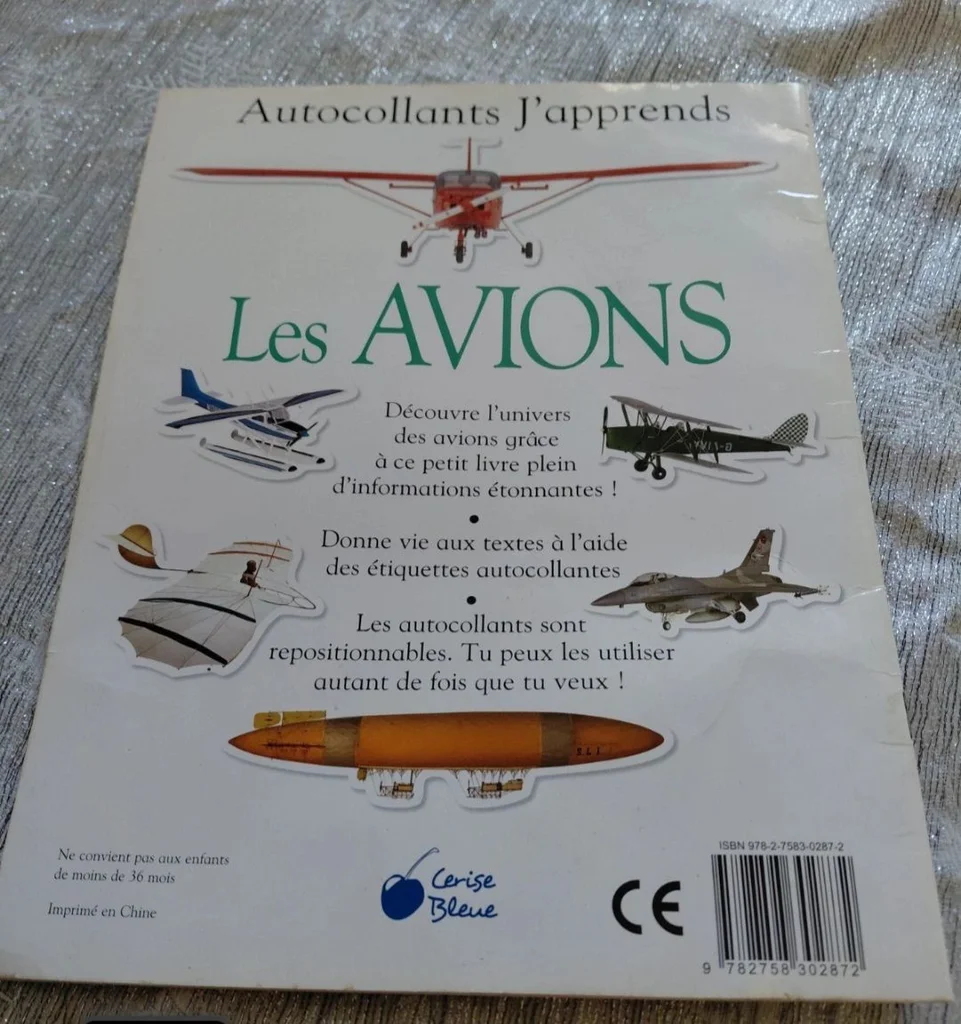 Autocollants J'apprends
Les AVIONS
Découvre l'univers
des avions grâce
à ce petit livre plein
d'informations étonnantes !
•
Donne vie aux textes à l'aide
des étiquettes autocollantes
•
Les autocollants sont
repositionnables. Tu peux les utiliser
autant de fois que tu veux !
Ne convient pas aux enfants
de moins de 36 mois
Imprimé en Chine
Cerise
Bleue
CE
ISBN 978-2-7583-0287-2
9 782758 302872